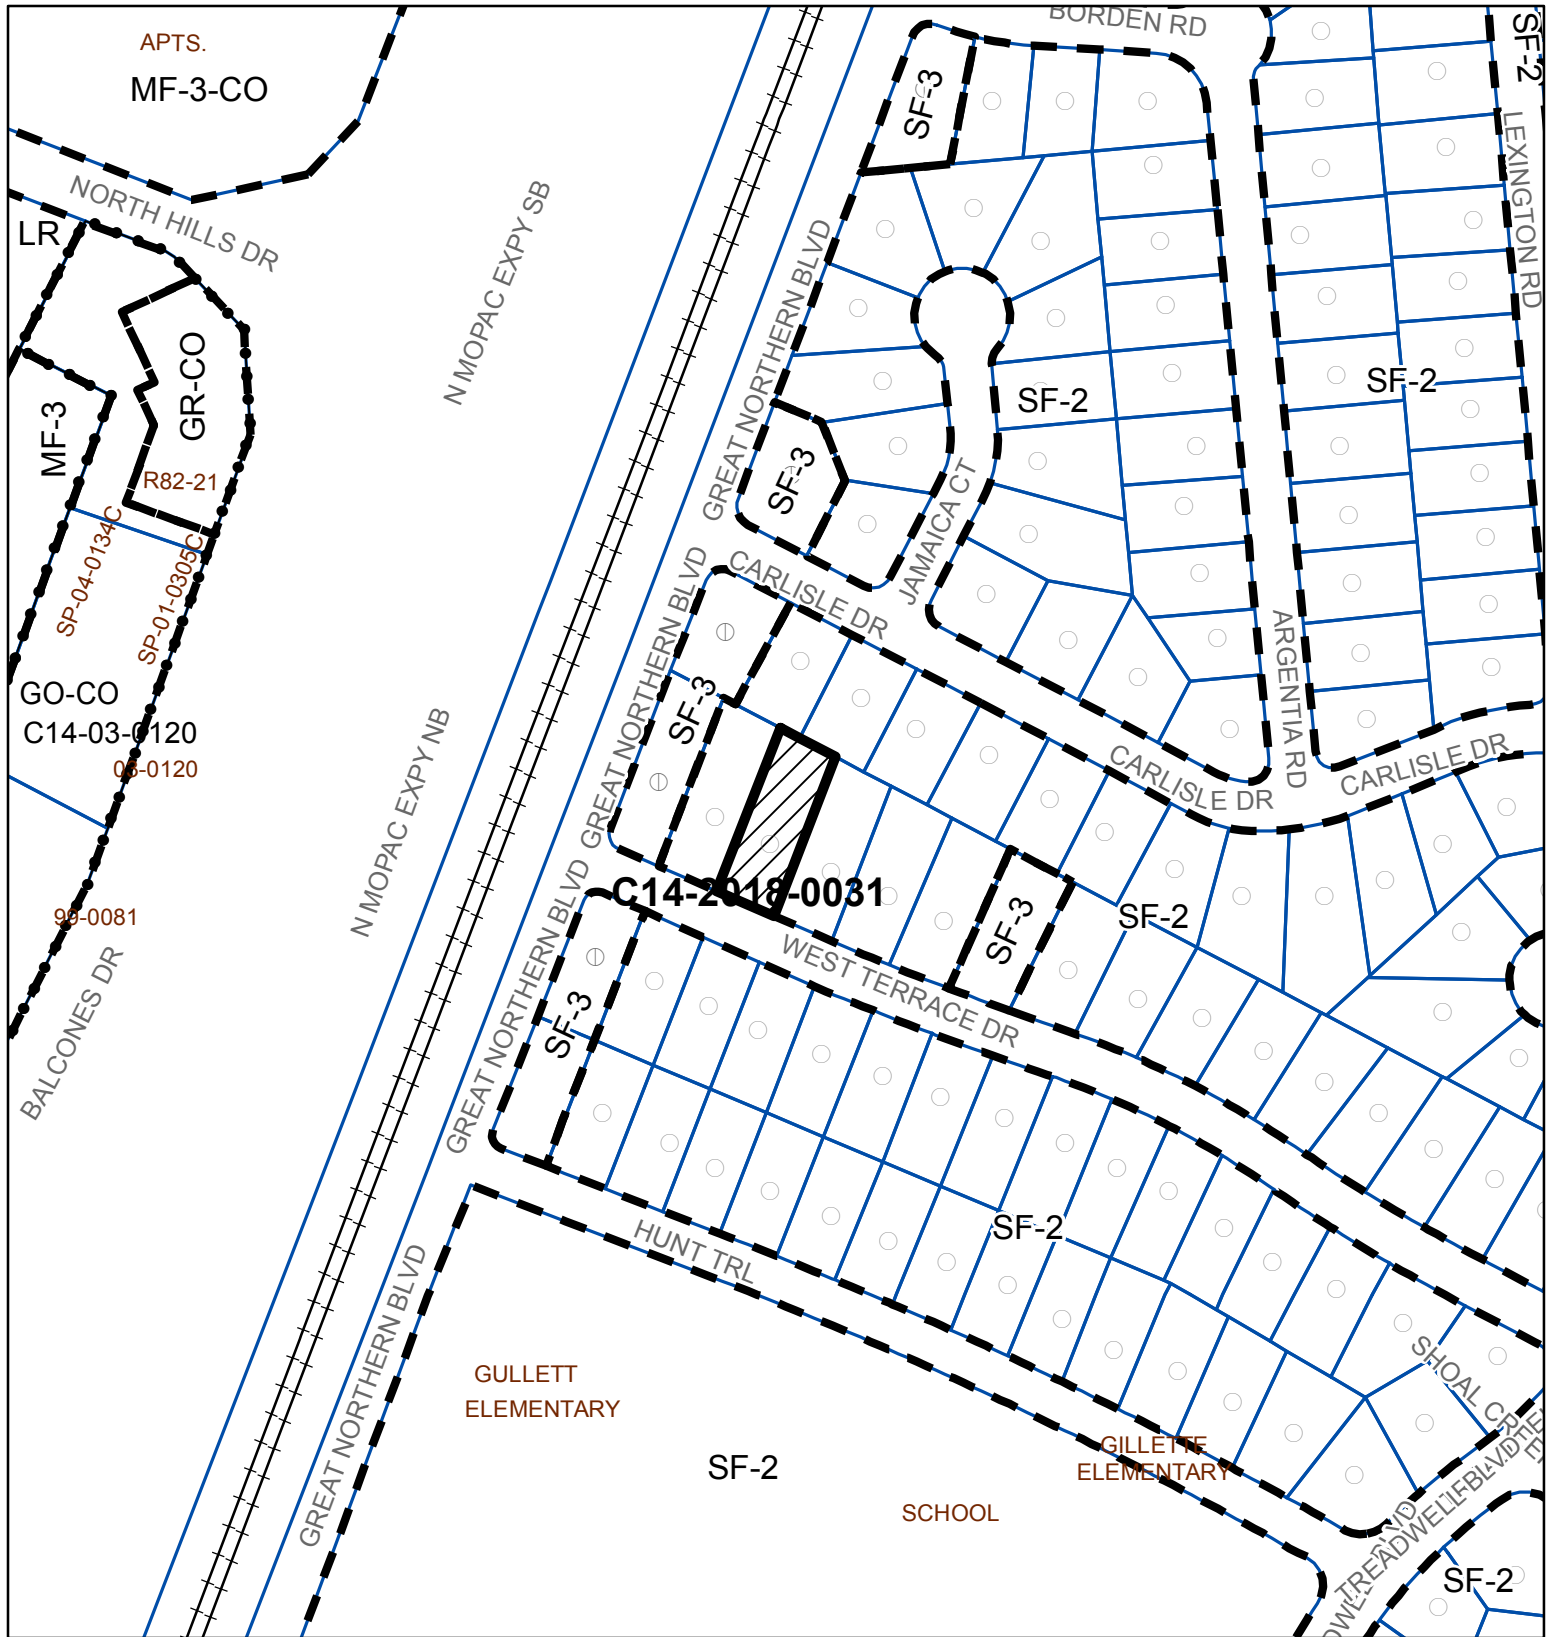 BORDEN RD
APTS.
MF-3-CO
SF-2
SF-3
LEXINGTON RD
NORTH HILLS DR
LR
N MOPAC EXPY SB
GREAT NORTHERN BLVD
GR-CO
MF-3
SF-2
SF-2
R82-21
SF-3
JAMAICA CT
SP-04-0134C
SP-01-0305C
CARLISLE DR
GREAT NORTHERN BLVD
ARGENTIA RD
GO-CO
C14-03-0120
03-0120
SF-3
N MOPAC EXPY NB
CARLISLE DR
CARLISLE DR
C14-2018-0031
99-0081
SF-3
SF-2
WEST TERRACE DR
GREAT NORTHERN BLVD
SF-3
BALCONES DR
SF-2
HUNT TRL
GREAT NORTHERN BLVD
GULLETT
ELEMENTARY
SHOAL CREEK
GILLETTE
ELEMENTARY
SF-2
SCHOOL
TREADWELL BLVD
SF-2